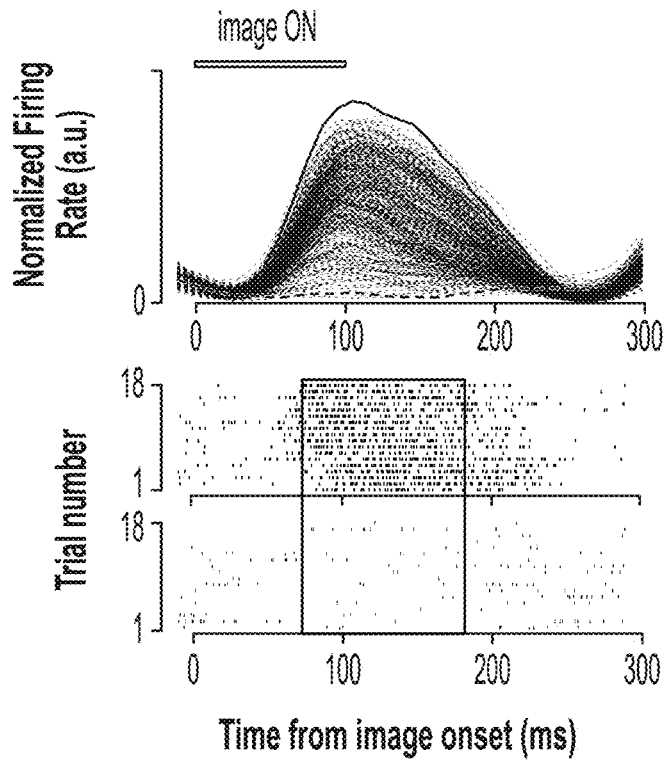 image ON
Normalized Firing
Rate (a.u.)
0
0 100 200 300
Trial number
18
1
18
1
0 100 200 300
Time from image onset (ms)